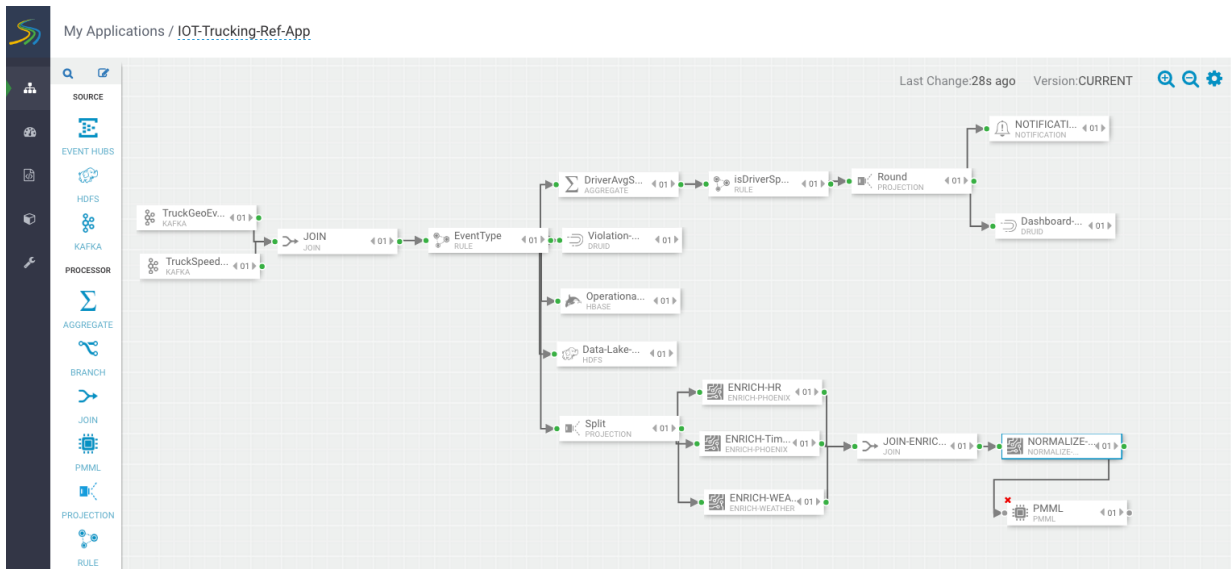 My Applications / IOT-Trucking-Ref-App
Last Change:28s ago Version:CURRENT
SOURCE
EVENT HUBS
HDFS
KAFKA
PROCESSOR
AGGREGATE
BRANCH
JOIN
PMML
PROJECTION
RULE
TruckGeoEv... 01
KAFKA
TruckSpeed... 01
KAFKA
JOIN 01
JOIN
EventType 01
RULE
DriverAvgS... 01
AGGREGATE
isDriverSp... 01
RULE
Round 01
PROJECTION
NOTIFICATI... 01
NOTIFICATION
Dashboard-... 01
DRUID
Violation-... 01
DRUID
Operationa... 01
HBASE
Data-Lake-... 01
HDFS
Split 01
PROJECTION
ENRICH-HR 01
ENRICH-PHOENIX
ENRICH-Tim... 01
ENRICH-PHOENIX
ENRICH-WEA... 01
ENRICH-WEATHER
JOIN-ENRIC... 01
JOIN
NORMALIZE-... 01
NORMALIZE-...
PMML 01
PMML